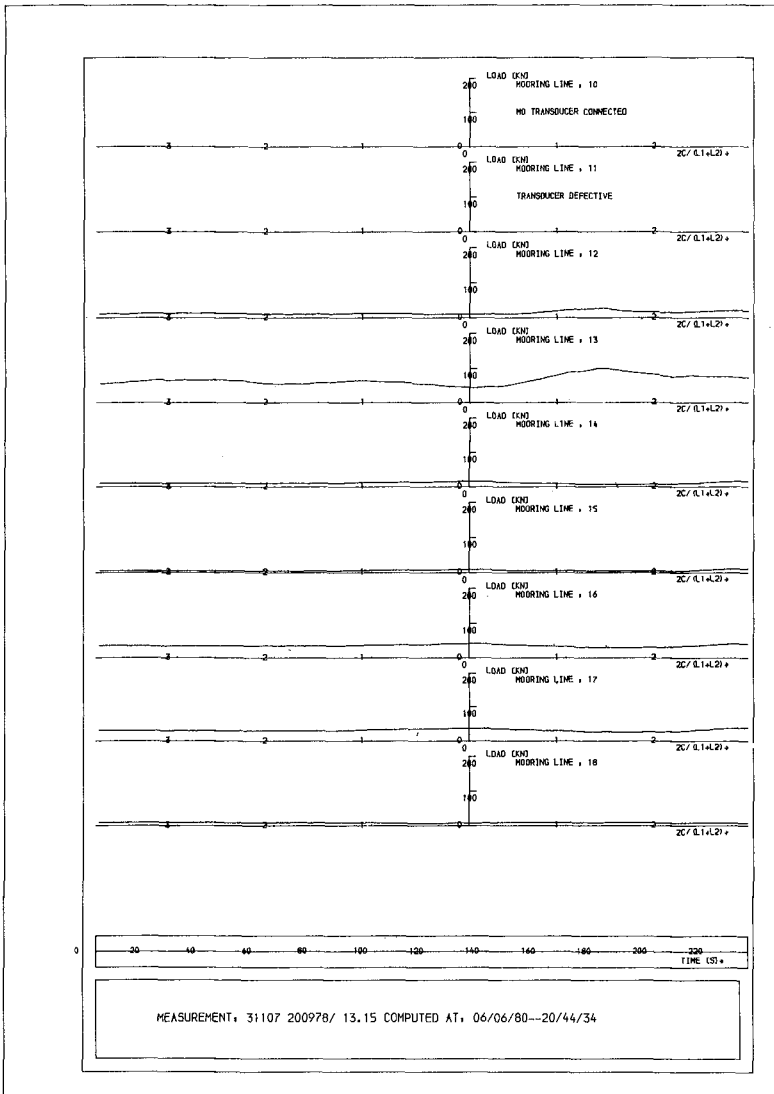 LOAD [KN]
200 MOORING LINE : 10
100 NO TRANSDUCER CONNECTED
3 2 1 0 1 2 2C/(L1+L2)→
0 LOAD [KN]
200 MOORING LINE : 11
100 TRANSDUCER DEFECTIVE
3 2 1 0 1 2 2C/(L1+L2)→
0 LOAD [KN]
200 MOORING LINE : 12
100
3 2 1 0 1 2 2C/(L1+L2)→
0 LOAD [KN]
200 MOORING LINE : 13
100
3 2 1 0 1 2 2C/(L1+L2)→
0 LOAD [KN]
200 MOORING LINE : 14
100
3 2 1 0 1 2 2C/(L1+L2)→
0 LOAD [KN]
200 MOORING LINE : 15
100
3 2 1 0 1 2 2C/(L1+L2)→
0 LOAD [KN]
200 MOORING LINE : 16
100
3 2 1 0 1 2 2C/(L1+L2)→
0 LOAD [KN]
200 MOORING LINE : 17
100
3 2 1 0 1 2 2C/(L1+L2)→
0 LOAD [KN]
200 MOORING LINE : 18
100
3 2 1 0 1 2 2C/(L1+L2)→
0 20 40 60 80 100 120 140 160 180 200 220
TIME [S]→
MEASUREMENT: 31107 200978/ 13.15 COMPUTED AT: 06/06/80--20/44/34